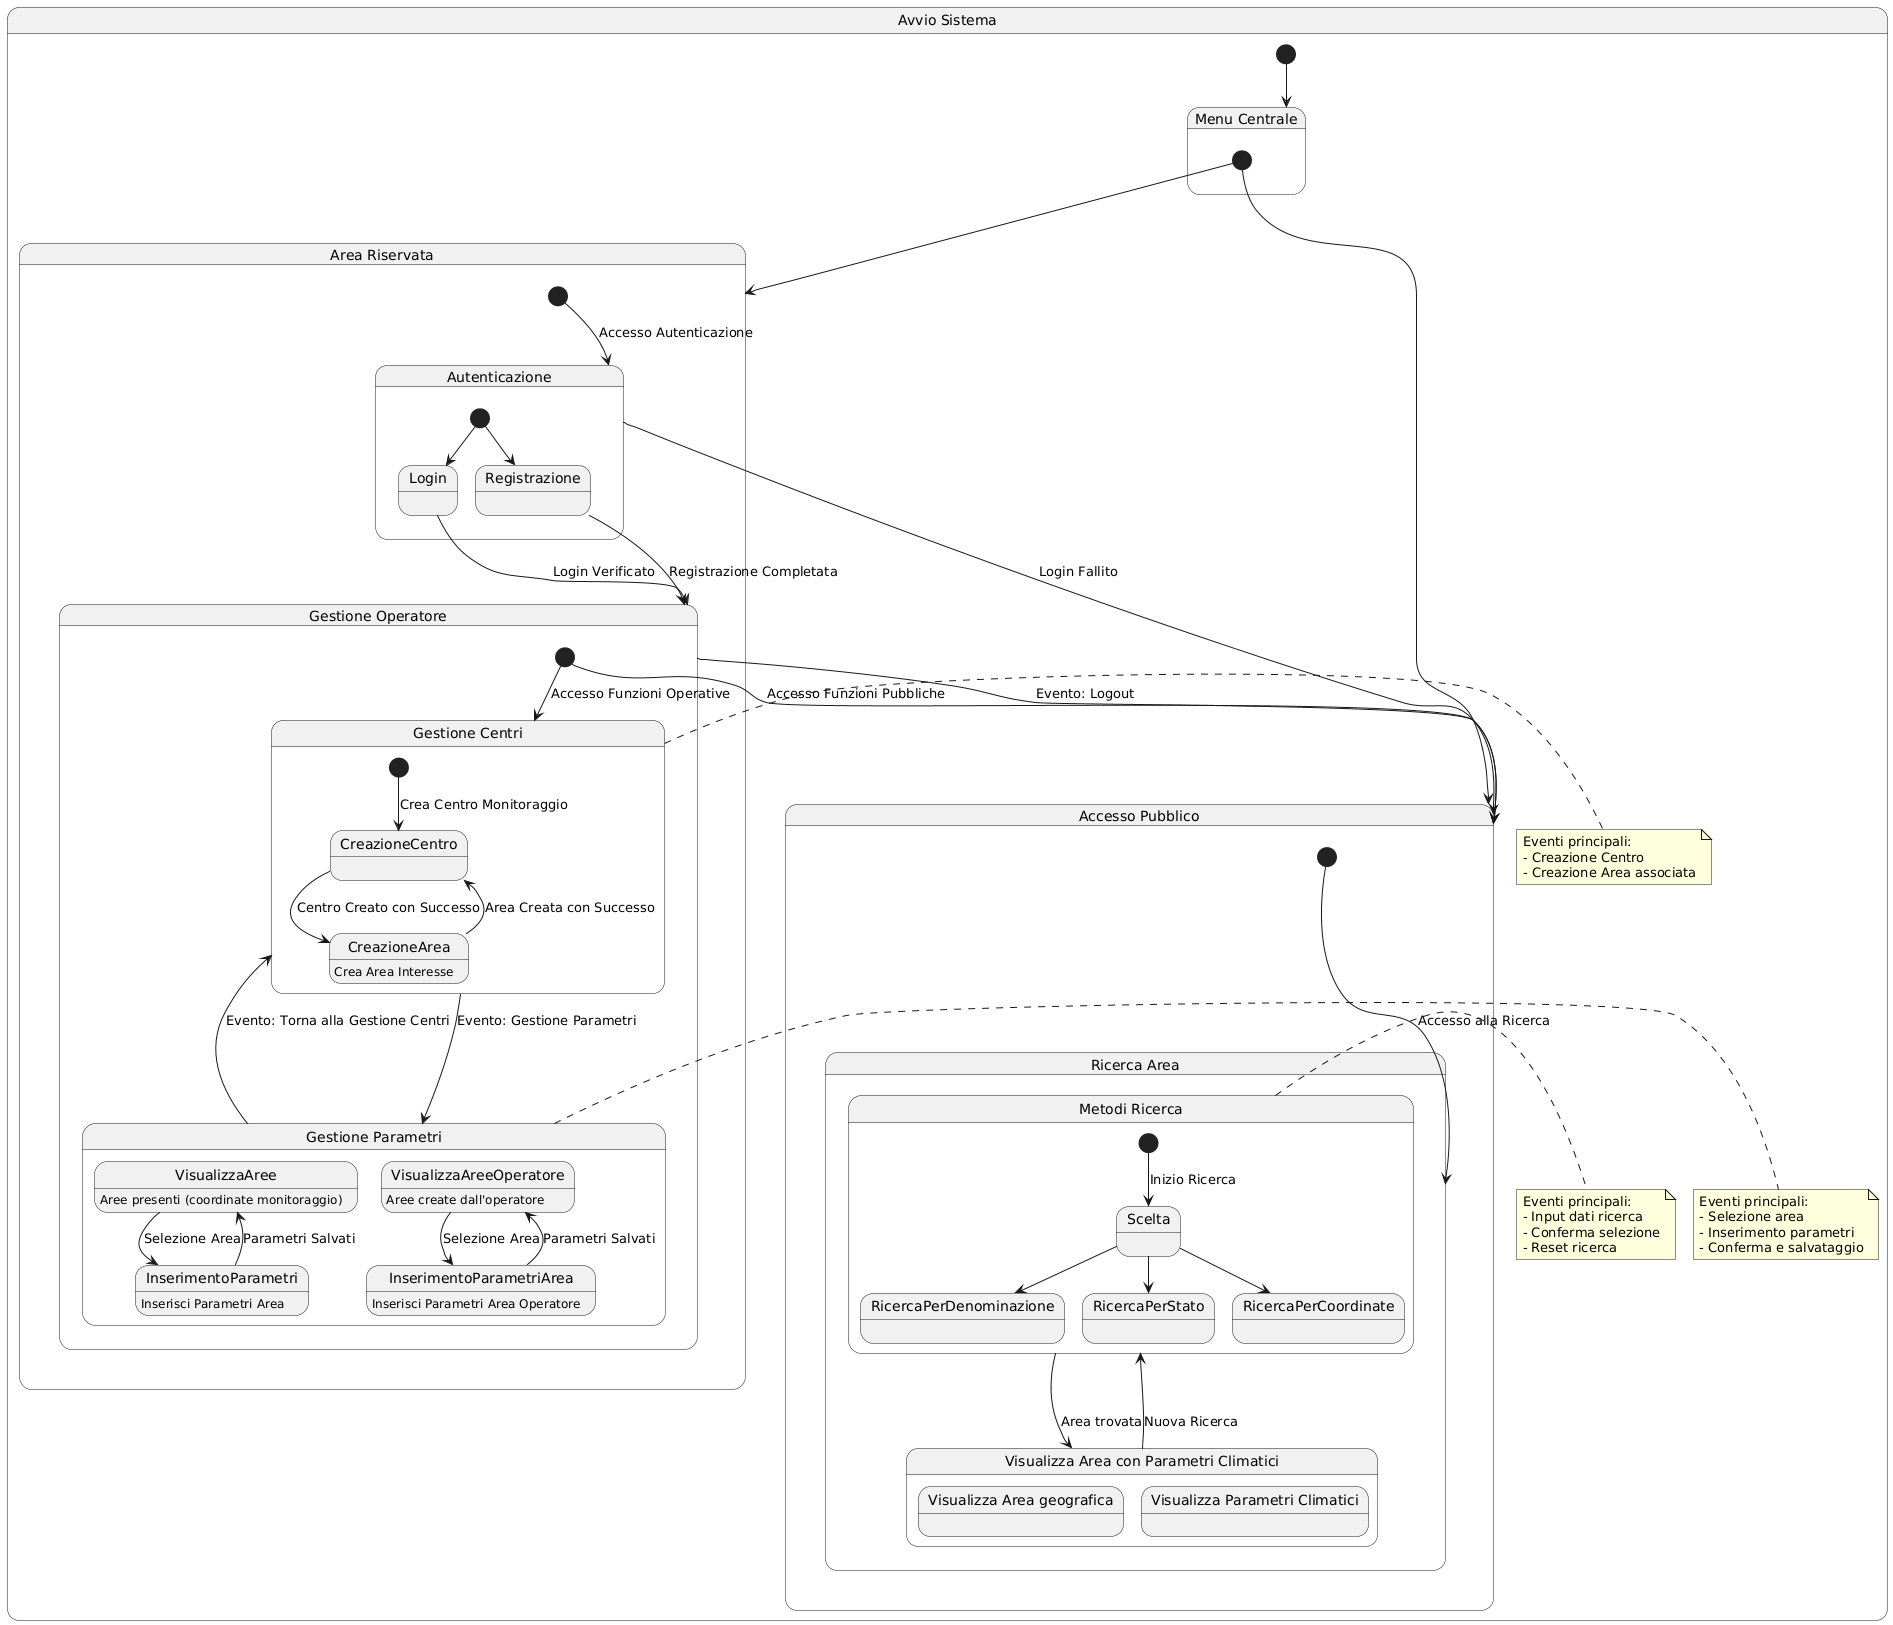 Avvio Sistema
Menu Centrale
Area Riservata
Accesso Autenticazione
Autenticazione
Login
Registrazione
Login Verificato
Registrazione Completata
Login Fallito
Gestione Operatore
Accesso Funzioni Operative
Accesso Funzioni Pubbliche
Evento: Logout
Gestione Centri
Crea Centro Monitoraggio
CreazioneCentro
Centro Creato con Successo
Area Creata con Successo
CreazioneArea
Crea Area Interesse
Evento: Torna alla Gestione Centri
Evento: Gestione Parametri
Gestione Parametri
VisualizzaAree
Aree presenti (coordinate monitoraggio)
VisualizzaAreeOperatore
Aree create dall'operatore
Selezione Area
Parametri Salvati
Selezione Area
Parametri Salvati
InserimentoParametri
Inserisci Parametri Area
InserimentoParametriArea
Inserisci Parametri Area Operatore
Accesso Pubblico
Accesso alla Ricerca
Ricerca Area
Metodi Ricerca
Inizio Ricerca
Scelta
RicercaPerDenominazione
RicercaPerStato
RicercaPerCoordinate
Area trovata
Nuova Ricerca
Visualizza Area con Parametri Climatici
Visualizza Area geografica
Visualizza Parametri Climatici
Eventi principali:
- Creazione Centro
- Creazione Area associata
Eventi principali:
- Input dati ricerca
- Conferma selezione
- Reset ricerca
Eventi principali:
- Selezione area
- Inserimento parametri
- Conferma e salvataggio